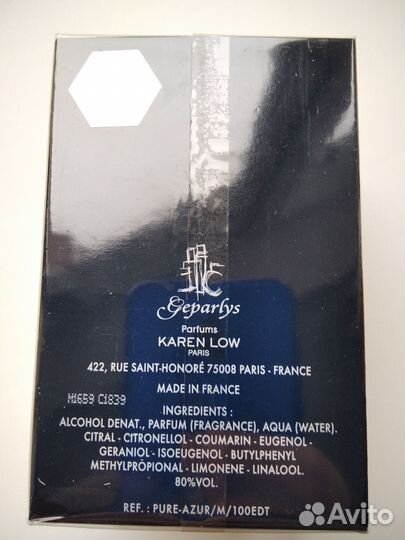 Geparlys
Parfums
KAREN LOW
PARIS
422, RUE SAINT-HONORÉ 75008 PARIS - FRANCE
MADE IN FRANCE
M1659 C1839
INGREDIENTS :
ALCOHOL DENAT., PARFUM (FRAGRANCE), AQUA (WATER).
CITRAL - CITRONELLOL - COUMARIN - EUGENOL -
GERANIOL - ISOEUGENOL - BUTYLPHENYL
METHYLPROPIONAL - LIMONENE - LINALOOL.
80%VOL.
REF. : PURE-AZUR/M/100EDT
Avito